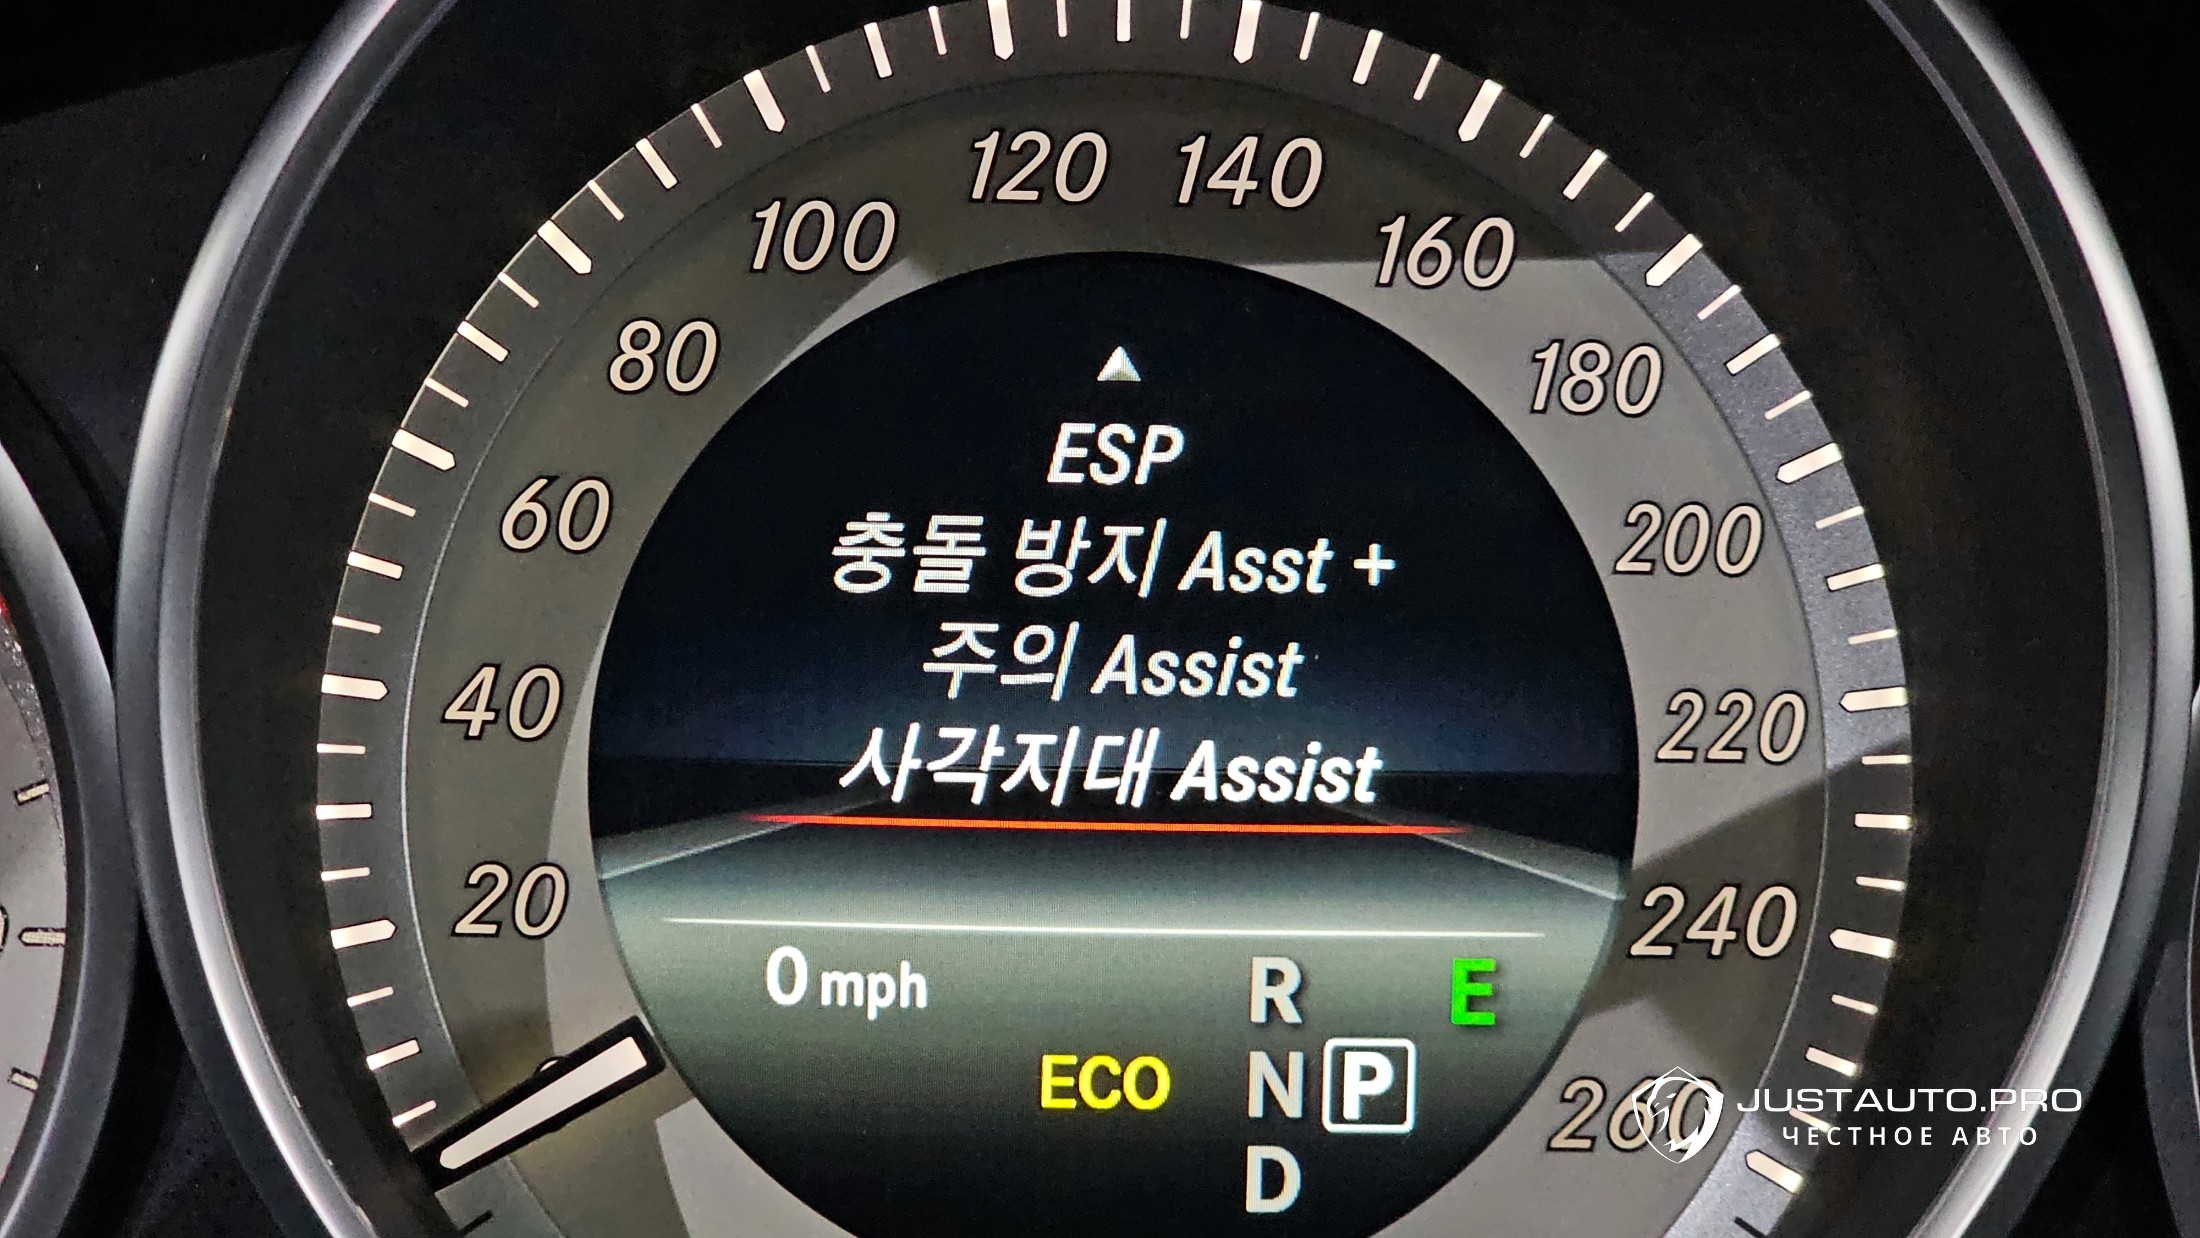 120 140
100 160
80 180
60 200
40 220
20 240
260
ESP
충돌 방지 Asst +
주의 Assist
사각지대 Assist
0 mph
R E
ECO N P
D
JUSTAUTO.PRO
ЧЕСТНОЕ АВТО